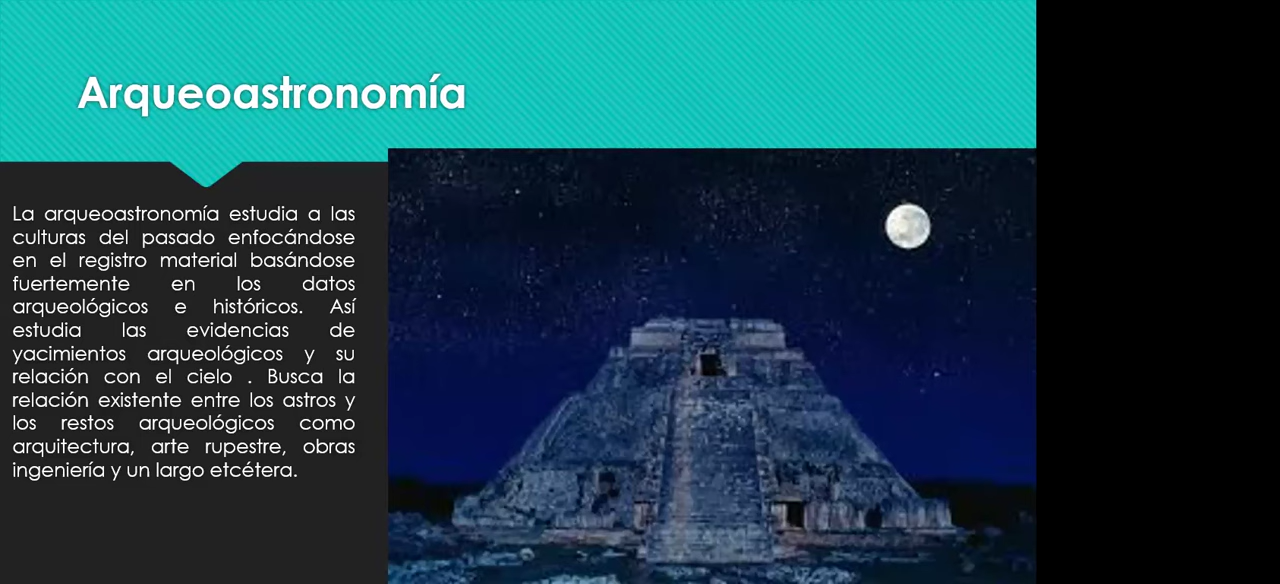 Arqueoastronomía
La arqueoastronomía estudia a las
culturas del pasado enfocándose
en el registro material basándose
fuertemente en los datos
arqueológicos e históricos. Así
estudia las evidencias de
yacimientos arqueológicos y su
relación con el cielo . Busca la
relación existente entre los astros y
los restos arqueológicos como
arquitectura, arte rupestre, obras
ingeniería y un largo etcétera.